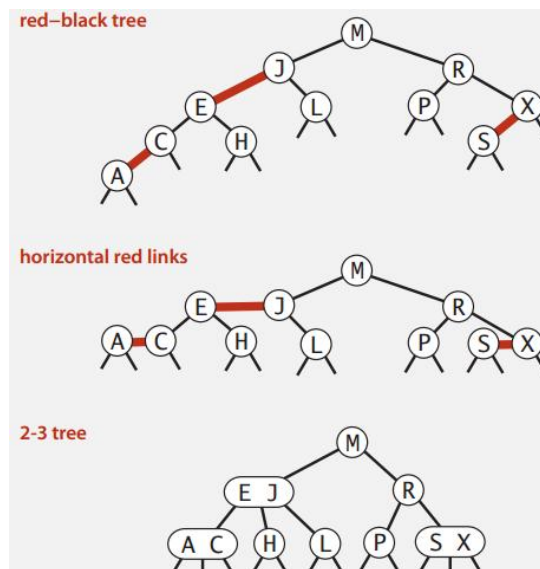 red–black tree
M
J R
E L P X
C H S
A
horizontal red links
M
E J R
A C H L P S X
2-3 tree
M
E J R
A C H L P S X